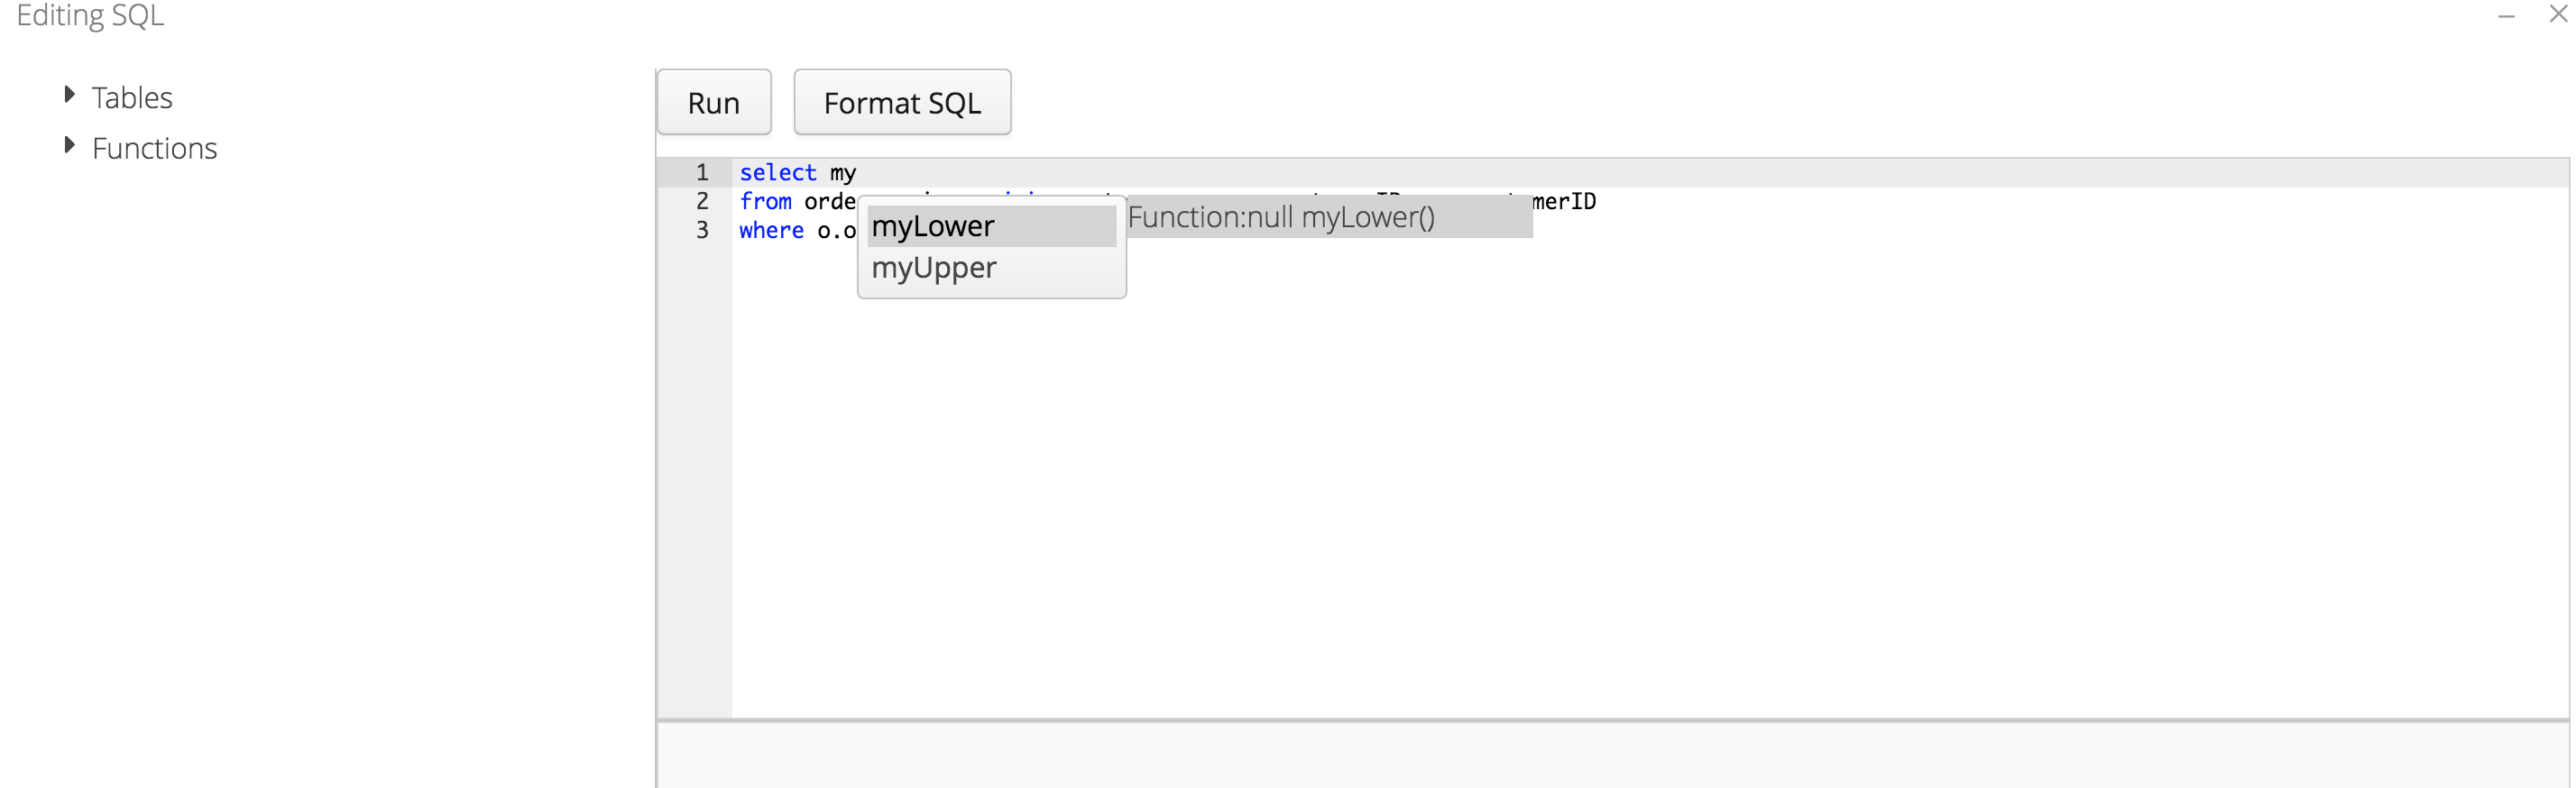 Editing SQL
Tables
Functions
Run
Format SQL
1 select my
2 from orde merID
3 where o.o
myLower
myUpper
Function:null myLower()